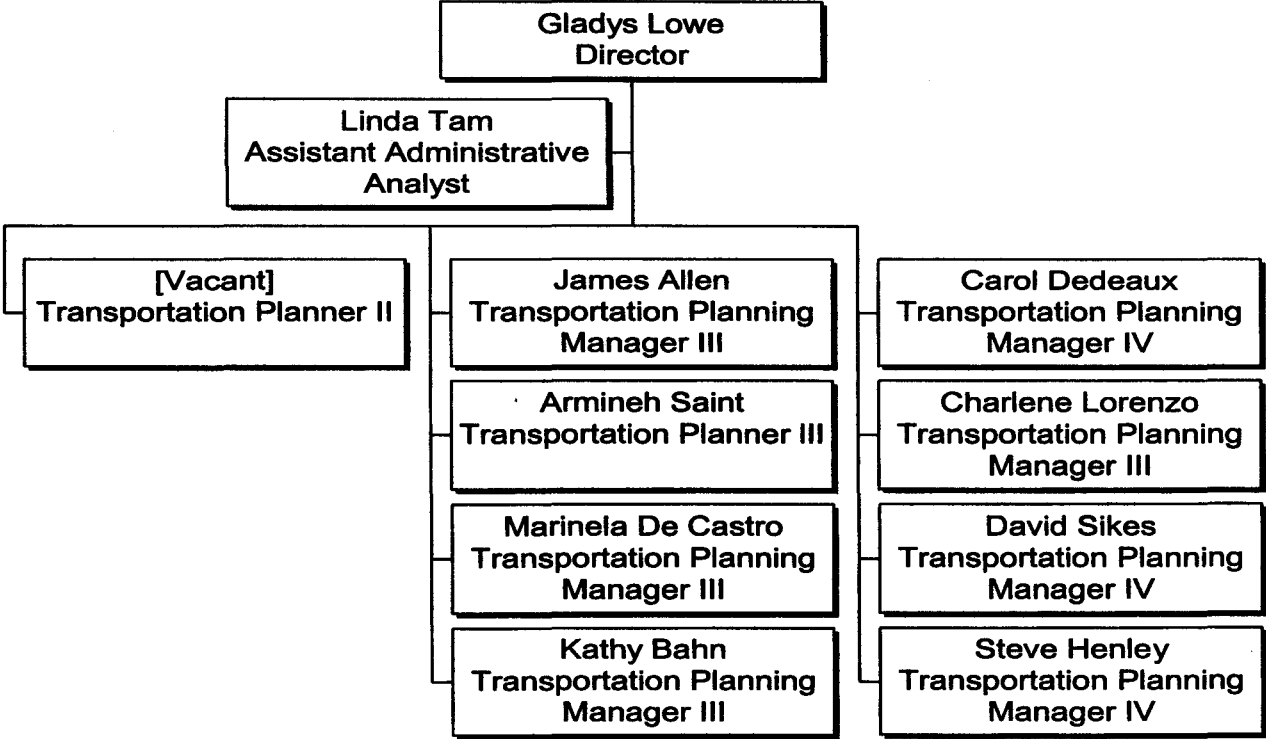 Gladys Lowe
Director
Linda Tam
Assistant Administrative
Analyst
[Vacant]
Transportation Planner II
James Allen
Transportation Planning
Manager III
Carol Dedeaux
Transportation Planning
Manager IV
Armineh Saint
Transportation Planner III
Charlene Lorenzo
Transportation Planning
Manager III
Marinela De Castro
Transportation Planning
Manager III
David Sikes
Transportation Planning
Manager IV
Kathy Bahn
Transportation Planning
Manager III
Steve Henley
Transportation Planning
Manager IV